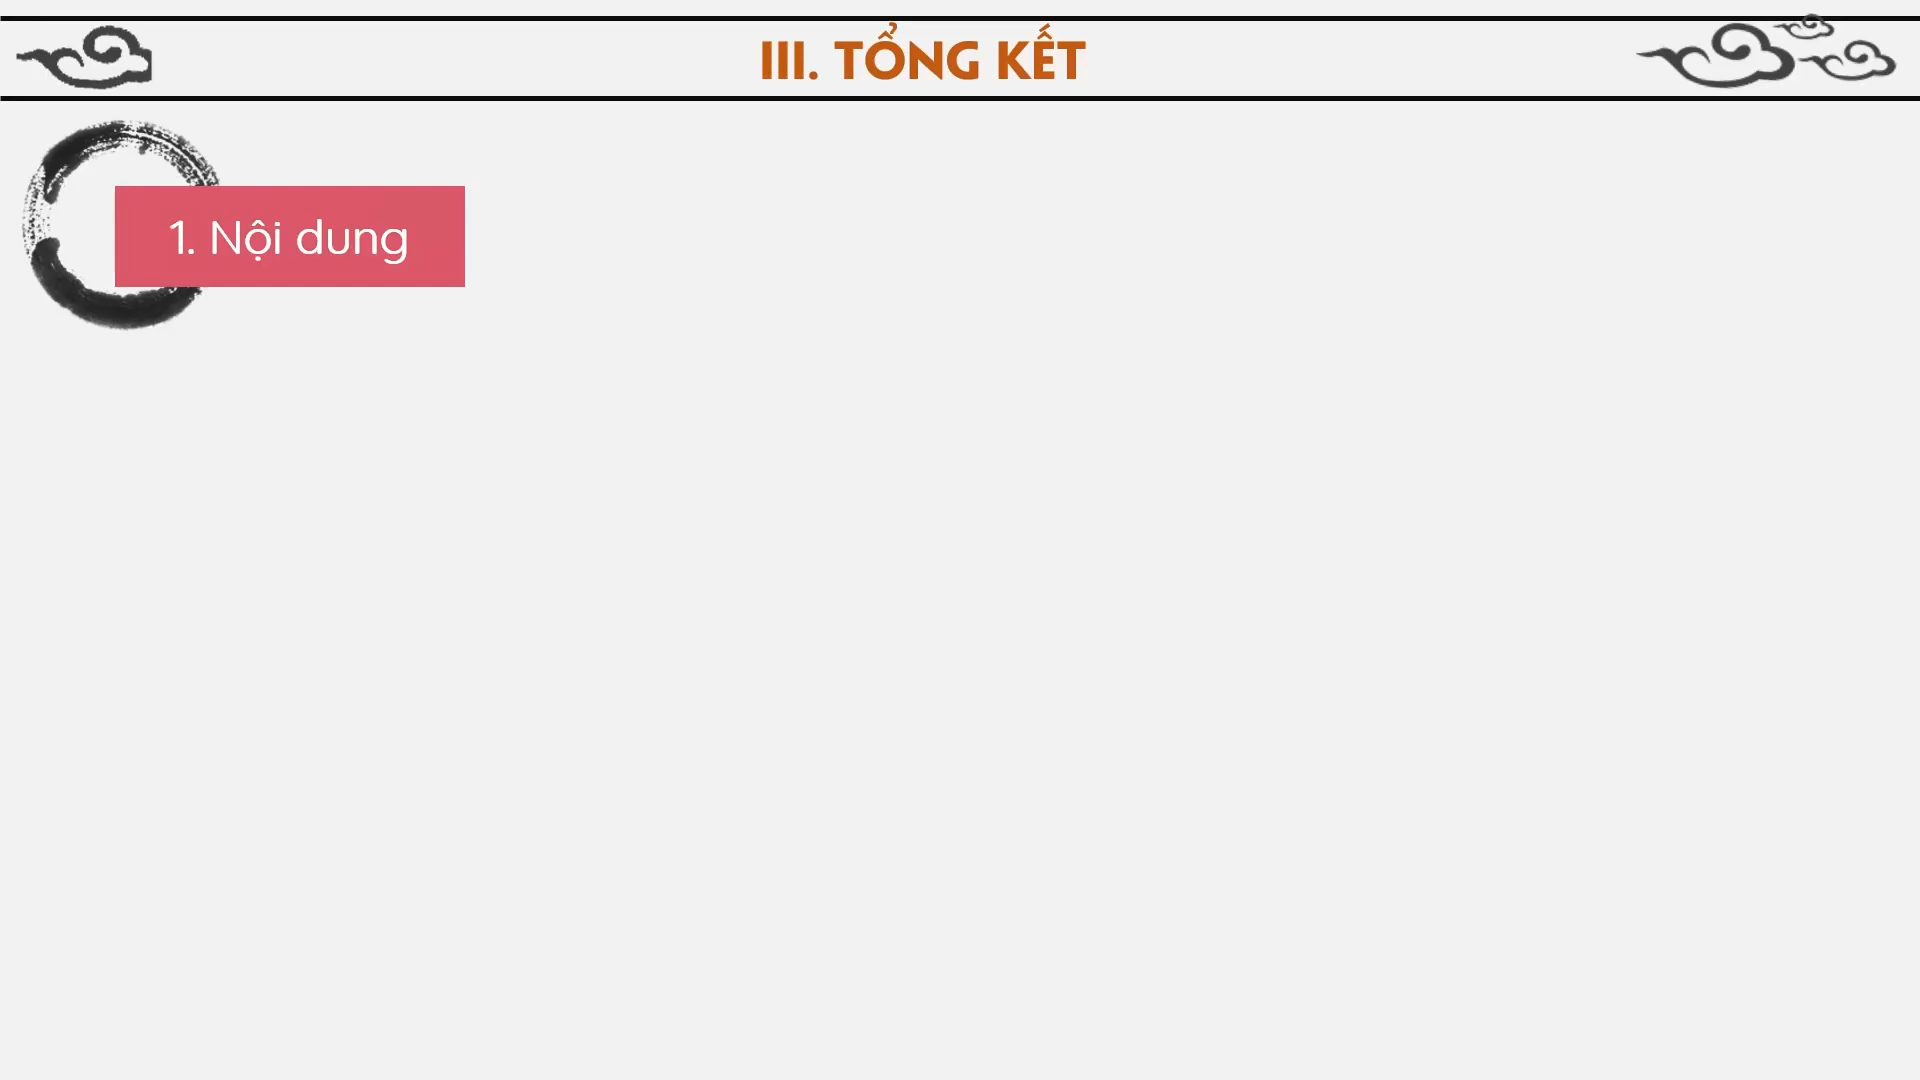 III. TỔNG KẾT
1. Nội dung